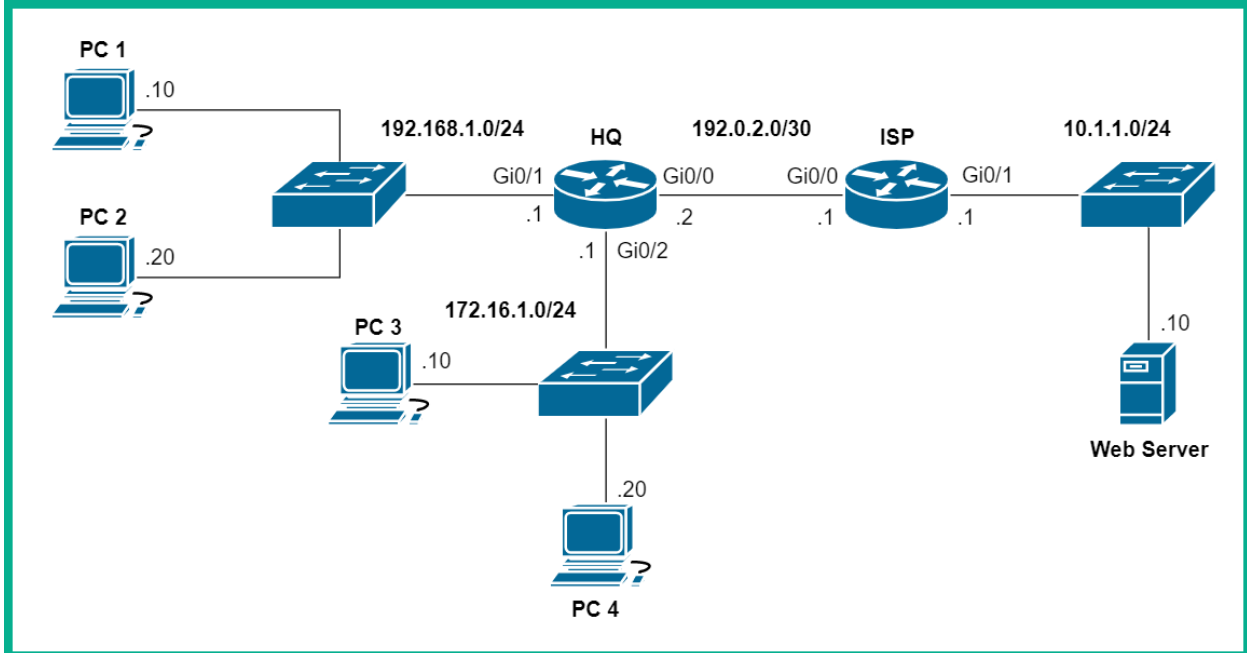 PC 1
.10
192.168.1.0/24
HQ
192.0.2.0/30
ISP
10.1.1.0/24
Gi0/1
Gi0/0
Gi0/0
Gi0/1
.1
.2
.1
.1
PC 2
.20
.1
Gi0/2
172.16.1.0/24
PC 3
.10
.10
Web Server
.20
PC 4